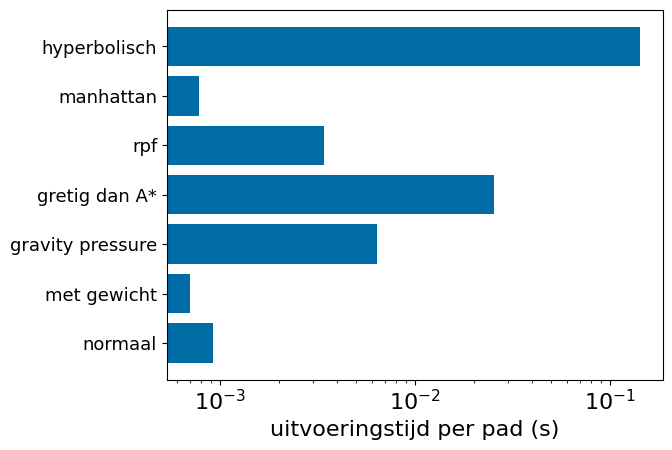 hyperbolisch
manhattan
rpf
gretig dan A*
gravity pressure
met gewicht
normaal
10⁻³ 10⁻² 10⁻¹
uitvoeringstijd per pad (s)